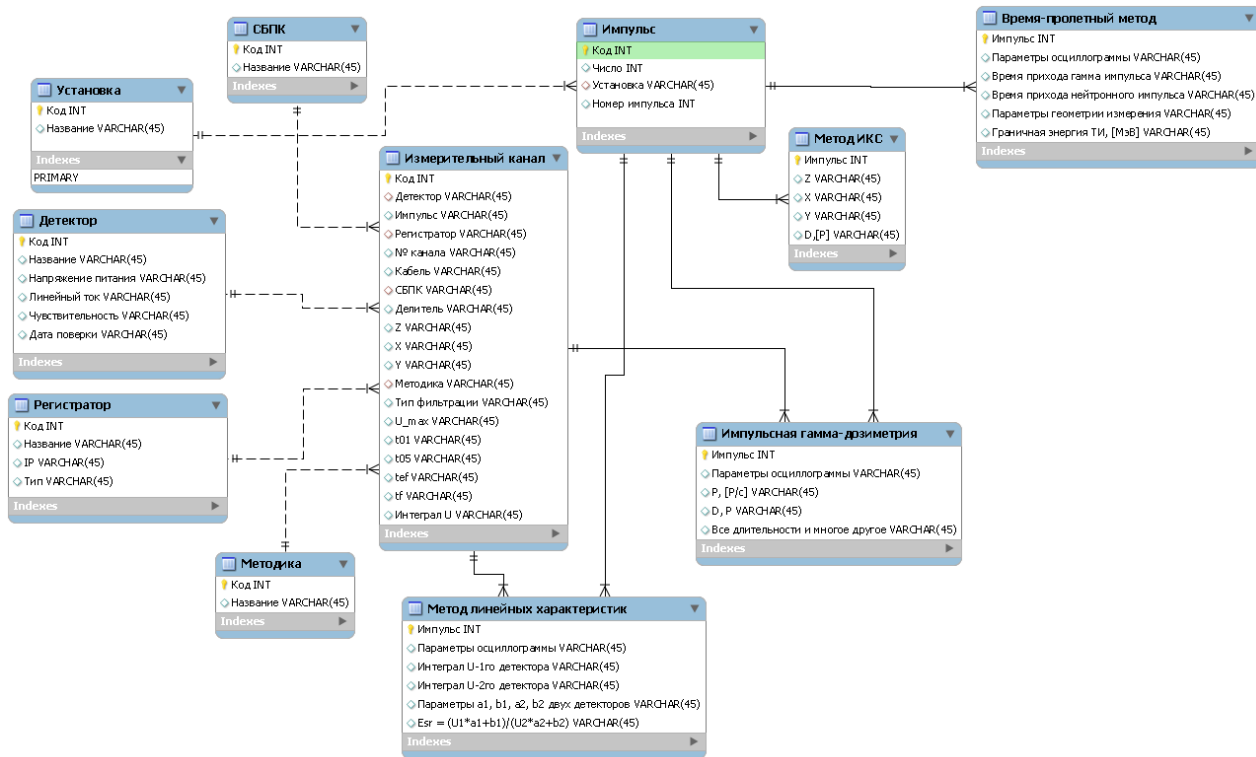 СБПК
Код INT
Название VARCHAR(45)
Indexes
Импульс
Код INT
Число INT
Установка VARCHAR(45)
Номер импульса INT
Indexes
Время-пролетный метод
Импульс INT
Параметры осциллограммы VARCHAR(45)
Время прихода гамма импульса VARCHAR(45)
Время прихода нейтронного импульса VARCHAR(45)
Параметры геометрии измерения VARCHAR(45)
Граничная энергия ТИ, [МэВ] VARCHAR(45)
Indexes
Установка
Код INT
Название VARCHAR(45)
Indexes
PRIMARY
Метод ИКС
Импульс INT
Z VARCHAR(45)
X VARCHAR(45)
Y VARCHAR(45)
D,[P] VARCHAR(45)
Indexes
Измерительный канал
Код INT
Детектор VARCHAR(45)
Импульс VARCHAR(45)
Регистратор VARCHAR(45)
№ канала VARCHAR(45)
Кабель VARCHAR(45)
СБПК VARCHAR(45)
Делитель VARCHAR(45)
Z VARCHAR(45)
X VARCHAR(45)
Y VARCHAR(45)
Методика VARCHAR(45)
Тип фильтрации VARCHAR(45)
U_max VARCHAR(45)
t01 VARCHAR(45)
t05 VARCHAR(45)
tef VARCHAR(45)
tf VARCHAR(45)
Интеграл U VARCHAR(45)
Indexes
Детектор
Код INT
Название VARCHAR(45)
Напряжение питания VARCHAR(45)
Линейный ток VARCHAR(45)
Чувствительность VARCHAR(45)
Дата поверки VARCHAR(45)
Indexes
Регистратор
Код INT
Название VARCHAR(45)
IP VARCHAR(45)
Тип VARCHAR(45)
Indexes
Импульсная гамма-дозиметрия
Импульс INT
Параметры осциллограммы VARCHAR(45)
P, [P/c] VARCHAR(45)
D, P VARCHAR(45)
Все длительности и многое другое VARCHAR(45)
Indexes
Методика
Код INT
Название VARCHAR(45)
Indexes
Метод линейных характеристик
Импульс INT
Параметры осциллограммы VARCHAR(45)
Интеграл U-1го детектора VARCHAR(45)
Интеграл U-2го детектора VARCHAR(45)
Параметры a1, b1, a2, b2 двух детекторов VARCHAR(45)
Esr = (U1*a1+b1)/(U2*a2+b2) VARCHAR(45)
Indexes